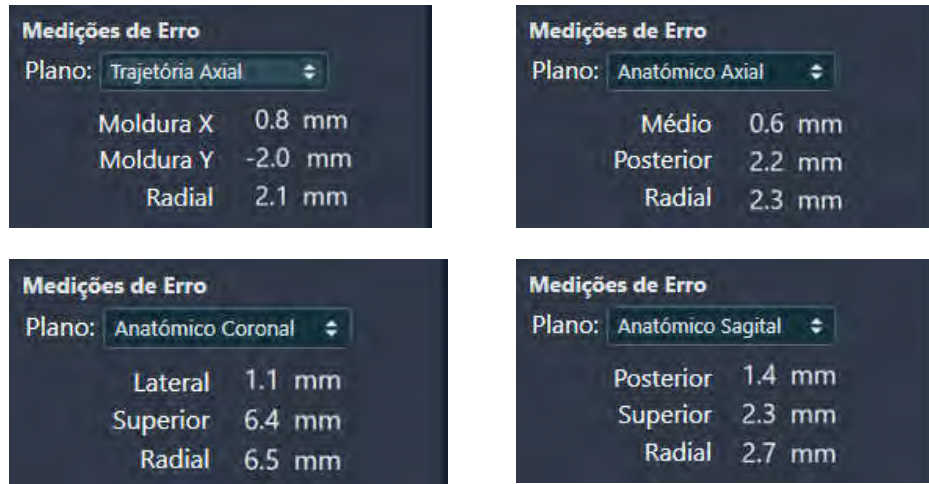 Medições de Erro
Plano: Trajetória Axial
Moldura X 0.8 mm
Moldura Y -2.0 mm
Radial 2.1 mm
Medições de Erro
Plano: Anatómico Axial
Médio 0.6 mm
Posterior 2.2 mm
Radial 2.3 mm
Medições de Erro
Plano: Anatómico Coronal
Lateral 1.1 mm
Superior 6.4 mm
Radial 6.5 mm
Medições de Erro
Plano: Anatómico Sagital
Posterior 1.4 mm
Superior 2.3 mm
Radial 2.7 mm